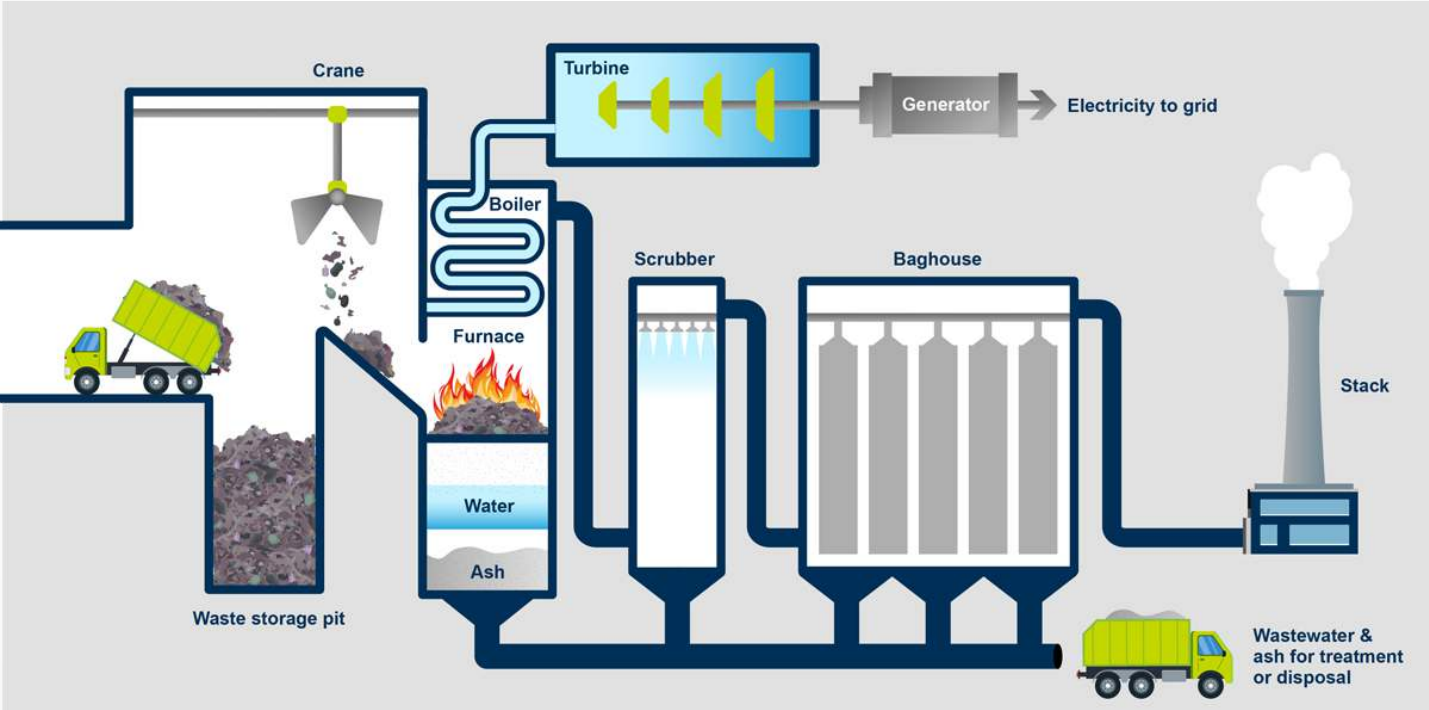 Crane
Turbine
Generator
Electricity to grid
Boiler
Scrubber
Baghouse
Furnace
Stack
Water
Ash
Waste storage pit
Wastewater &
ash for treatment
or disposal